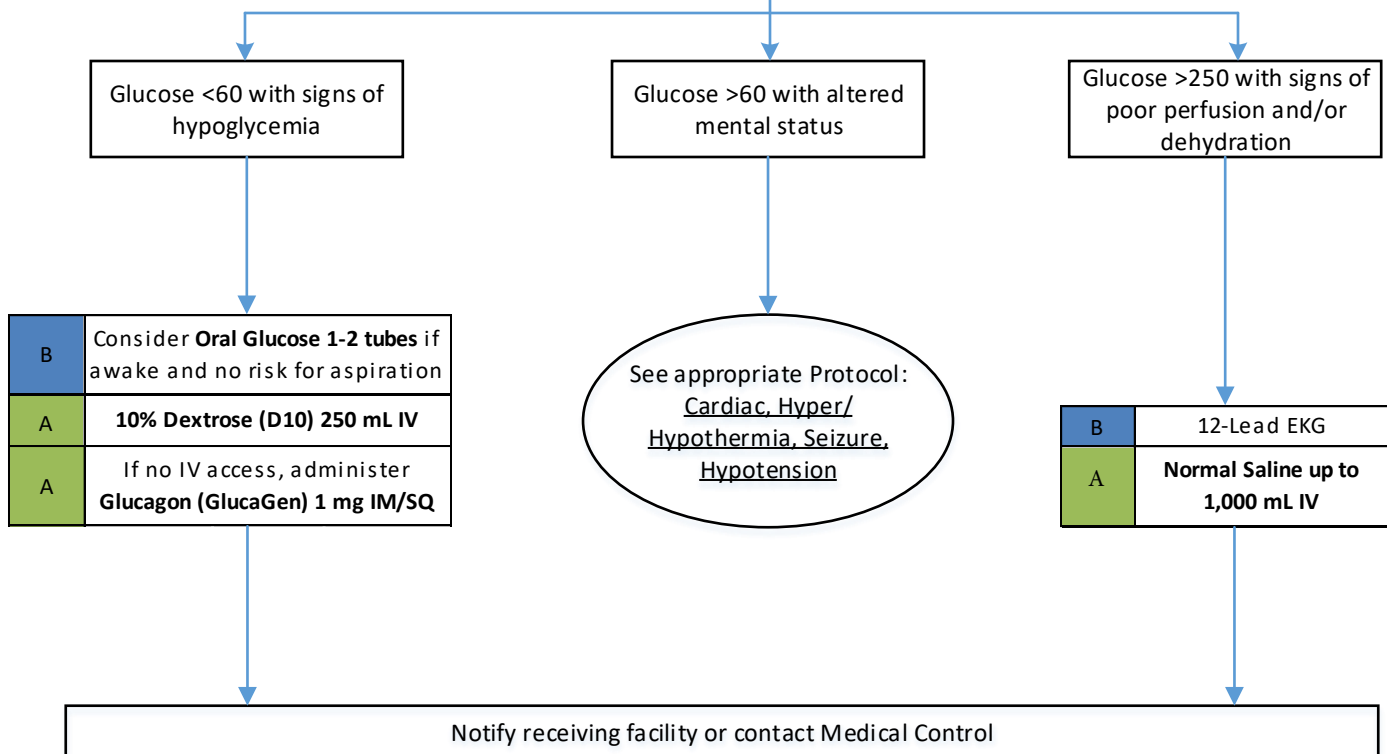 Glucose <60 with signs of
hypoglycemia
Glucose >60 with altered
mental status
Glucose >250 with signs of
poor perfusion and/or
dehydration
B
Consider Oral Glucose 1-2 tubes if
awake and no risk for aspiration
A
10% Dextrose (D10) 250 mL IV
A
If no IV access, administer
Glucagon (GlucaGen) 1 mg IM/SQ
See appropriate Protocol:
Cardiac, Hyper/
Hypothermia, Seizure,
Hypotension
B
12-Lead EKG
A
Normal Saline up to
1,000 mL IV
Notify receiving facility or contact Medical Control